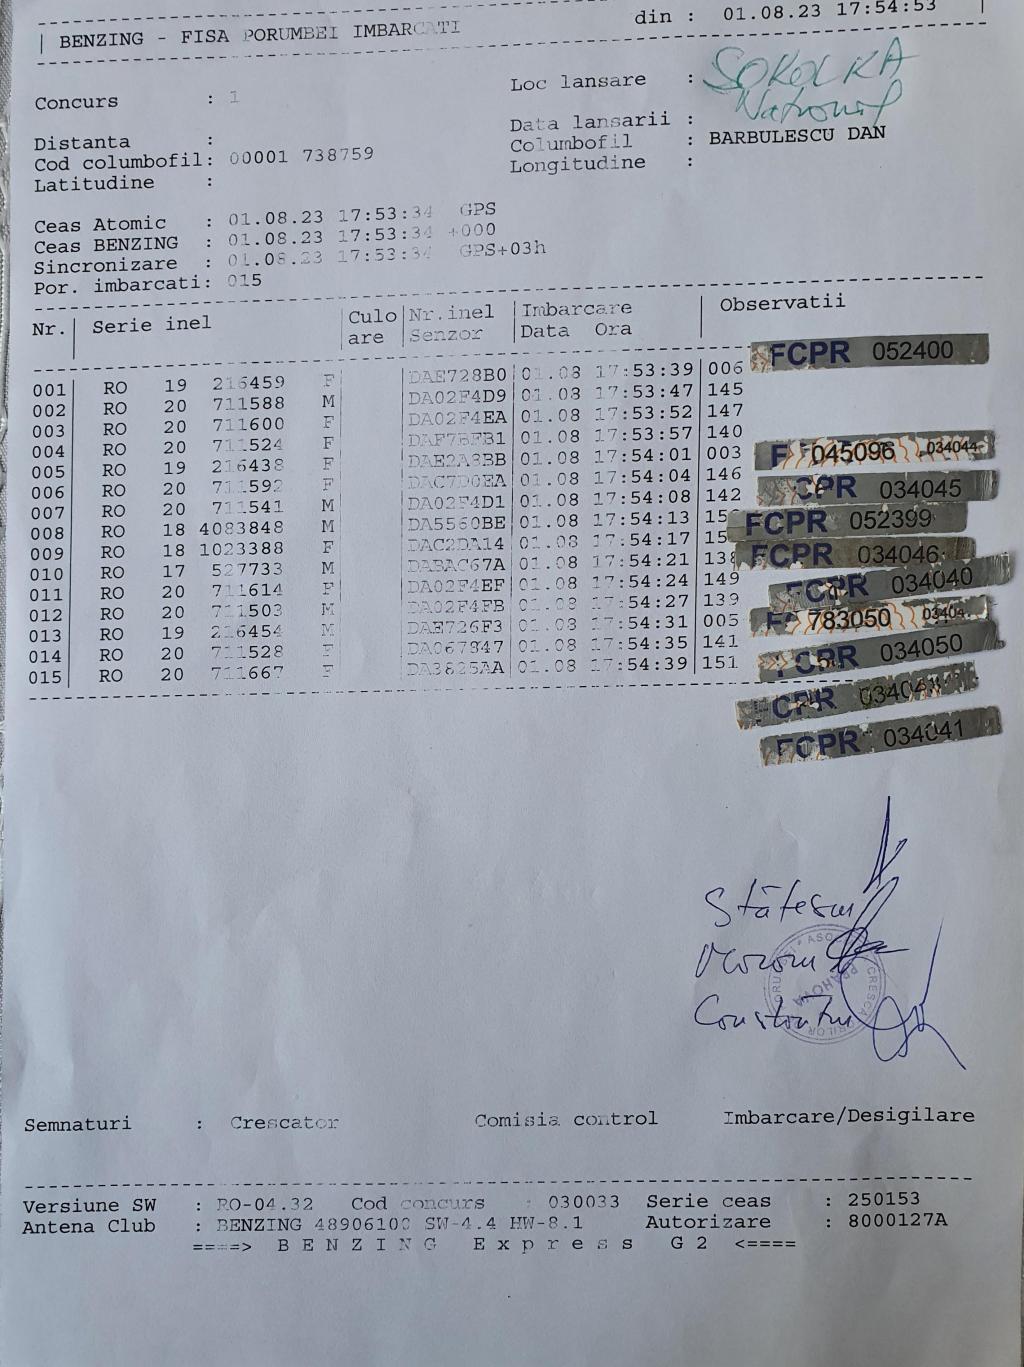 din : 01.08.23 17:54:53
BENZING - FISA PORUMBEI IMBARCATI
Concurs : 1
Loc lansare : SOKOLKA
National
Distanta :
Data lansarii :
Cod columbofil: 00001 738759
Columbofil : BARBULESCU DAN
Latitudine :
Longitudine :
Ceas Atomic : 01.08.23 17:53:34 GPS
Ceas BENZING : 01.08.23 17:53:34 +000
Sincronizare : 01.08.23 17:53:34 GPS+03h
Por. imbarcati: 015
Nr. Serie inel Culo are Nr.inel Senzor Imbarcare Data Ora Observatii
001 RO 19 216459 F DAE728B0 01.08 17:53:39 006
002 RO 20 711588 M DA02F4D9 01.08 17:53:47 145
003 RO 20 711600 F DA02F4EA 01.08 17:53:52 147
004 RO 20 711524 F DAF7BFB1 01.08 17:53:57 140
005 RO 19 216438 F DAE2A3BB 01.08 17:54:01 003
006 RO 20 711592 F DAC7D0EA 01.08 17:54:04 146
007 RO 20 711541 M DA02F4D1 01.08 17:54:08 142
008 RO 18 4083848 M DA5550BE 01.08 17:54:13
009 RO 18 1023388 F DAC2DA14 01.08 17:54:17
010 RO 17 527733 M DABAC67A 01.08 17:54:21 138
011 RO 20 711614 F DA02F4EF 01.08 17:54:24 149
012 RO 20 711503 M DA02F4FB 01.08 17:54:27 139
013 RO 19 216454 M DAE726F3 01.08 17:54:31 005
014 RO 20 711528 F DA067847 01.08 17:54:35 141
015 RO 20 711667 F DA3825AA 01.08 17:54:39 151
FCPR 052400
045096 034044
CPR 034045
FCPR 052399
FCPR 034046
FCPR 034040
783050
034050
CPR
FCPR 034041
Stătescu
Constantin
PRAHOVA
Semnaturi : Crescator Comisia control Imbarcare/Desigilare
Versiune SW : RO-04.32 Cod concurs : 030033 Serie ceas : 250153
Antena Club : BENZING 48906100 SW-4.4 HW-8.1 Autorizare : 8000127A
====> B E N Z I N G E x p r e s s G 2 <====